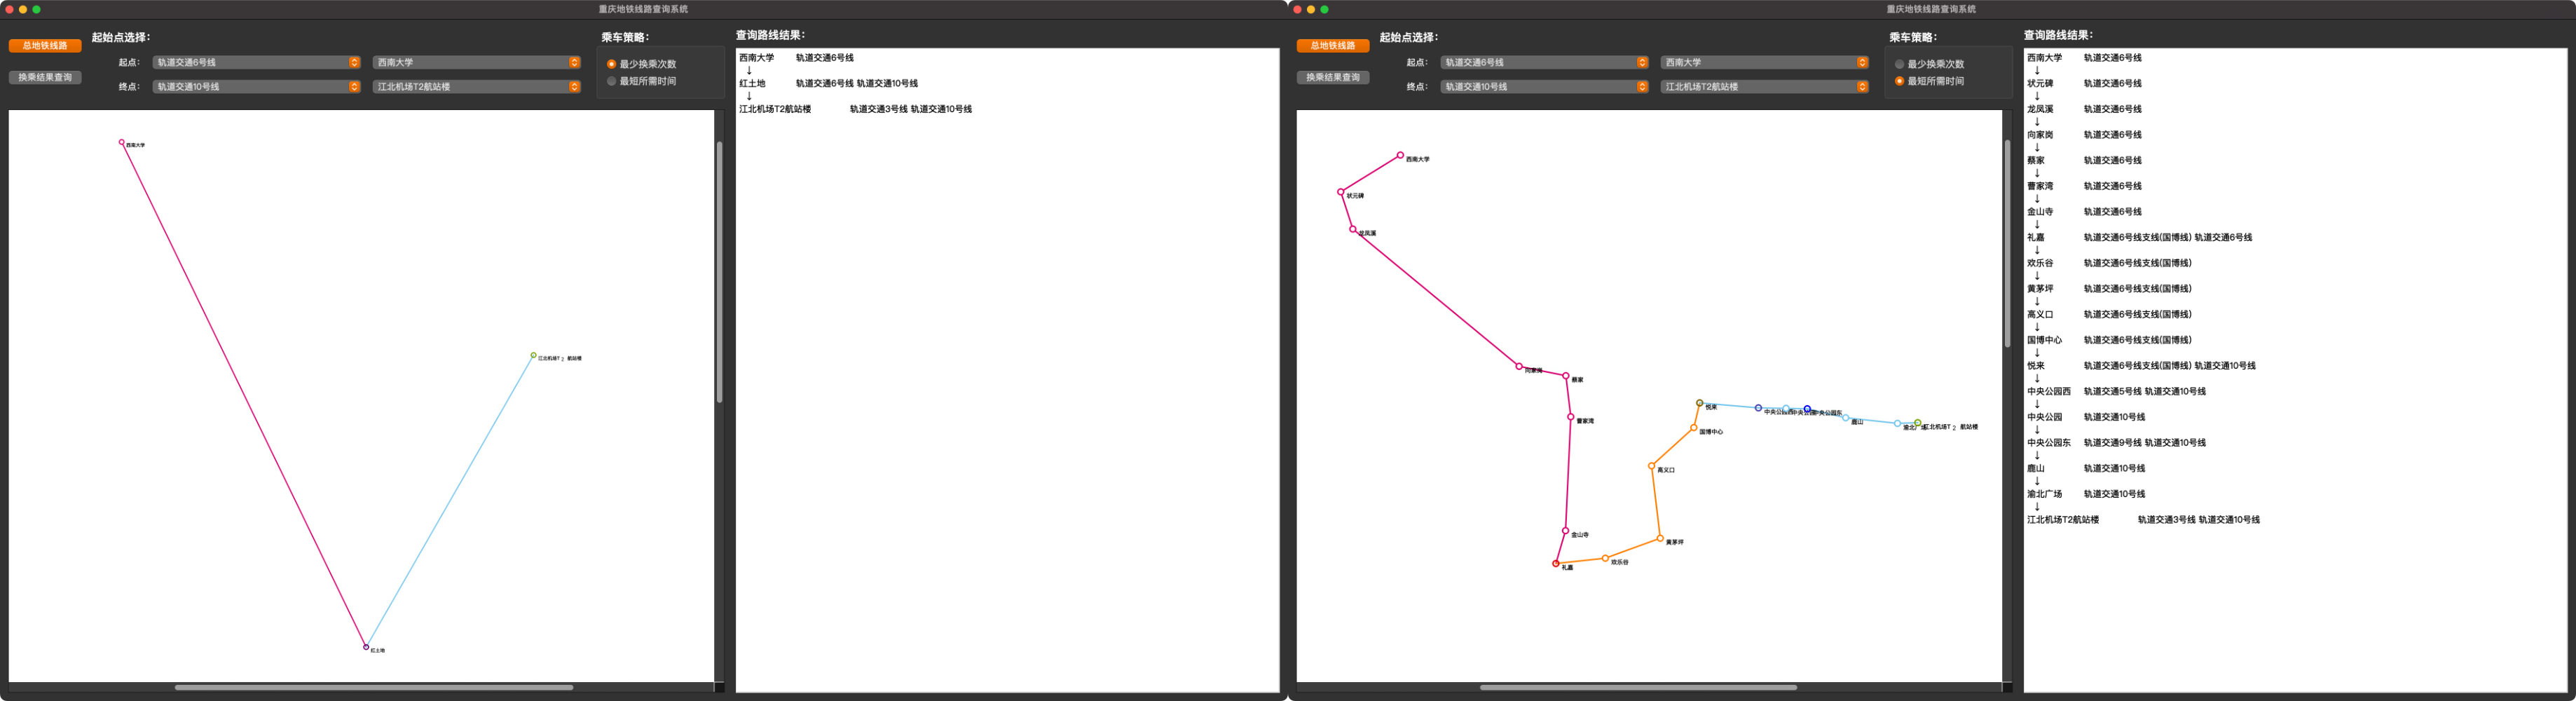 重庆地铁线路查询系统
总地铁线路
换乘结果查询
起始点选择：
起点：
轨道交通6号线
西南大学
终点：
轨道交通10号线
江北机场T2航站楼
乘车策略：
最少换乘次数
最短所需时间
查询路线结果：
西南大学 轨道交通6号线
↓
红土地 轨道交通6号线 轨道交通10号线
↓
江北机场T2航站楼 轨道交通3号线 轨道交通10号线
西南大学
江北机场T 2 航站楼
红土地
重庆地铁线路查询系统
总地铁线路
换乘结果查询
起始点选择：
起点：
轨道交通6号线
西南大学
终点：
轨道交通10号线
江北机场T2航站楼
乘车策略：
最少换乘次数
最短所需时间
查询路线结果：
西南大学 轨道交通6号线
↓
状元碑 轨道交通6号线
↓
龙凤溪 轨道交通6号线
↓
向家岗 轨道交通6号线
↓
蔡家 轨道交通6号线
↓
曹家湾 轨道交通6号线
↓
金山寺 轨道交通6号线
↓
礼嘉 轨道交通6号线支线(国博线) 轨道交通6号线
↓
欢乐谷 轨道交通6号线支线(国博线)
↓
黄茅坪 轨道交通6号线支线(国博线)
↓
高义口 轨道交通6号线支线(国博线)
↓
国博中心 轨道交通6号线支线(国博线)
↓
悦来 轨道交通6号线支线(国博线) 轨道交通10号线
↓
中央公园西 轨道交通5号线 轨道交通10号线
↓
中央公园 轨道交通10号线
↓
中央公园东 轨道交通9号线 轨道交通10号线
↓
鹿山 轨道交通10号线
↓
渝北广场 轨道交通10号线
↓
江北机场T2航站楼 轨道交通3号线 轨道交通10号线
西南大学
状元碑
龙凤溪
向家岗
蔡家
曹家湾
金山寺
礼嘉
欢乐谷
黄茅坪
高义口
国博中心
悦来
中央公园西
中央公园
中央公园东
鹿山
渝北广场
江北机场T 2 航站楼